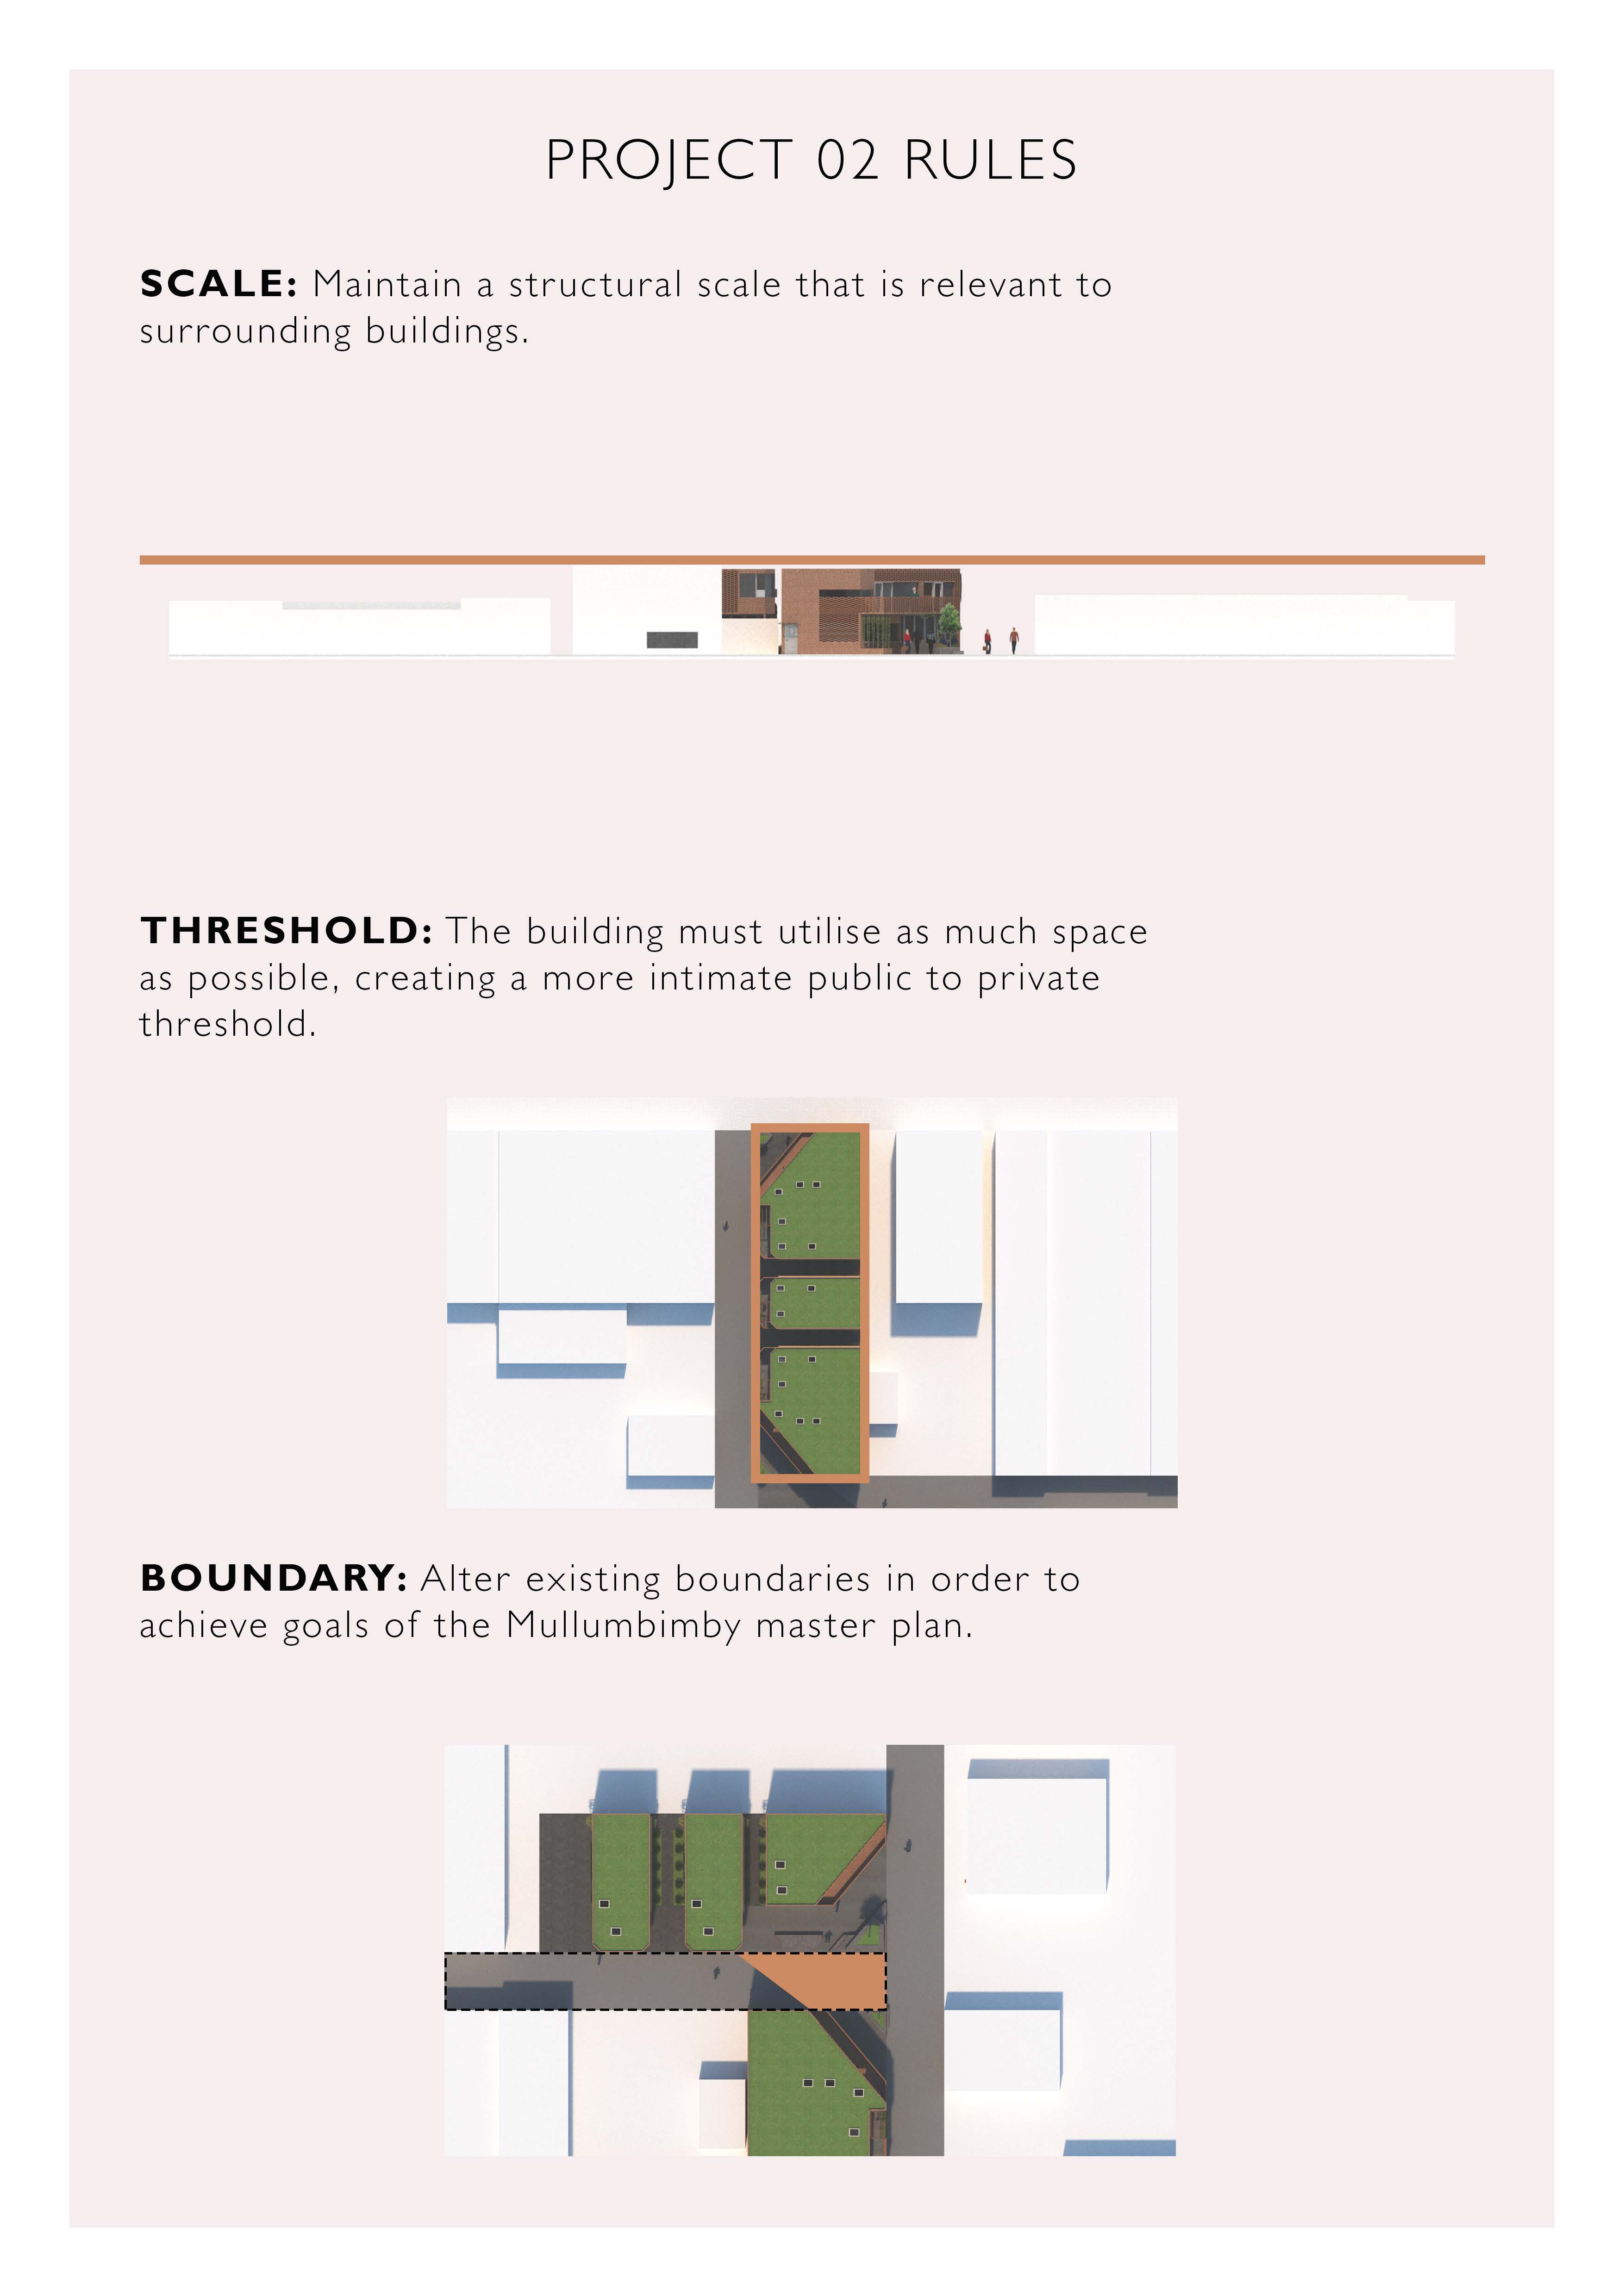 PROJECT 02 RULES
SCALE: Maintain a structural scale that is relevant to
surrounding buildings.
THRESHOLD: The building must utilise as much space
as possible, creating a more intimate public to private
threshold.
BOUNDARY: Alter existing boundaries in order to
achieve goals of the Mullumbimby master plan.